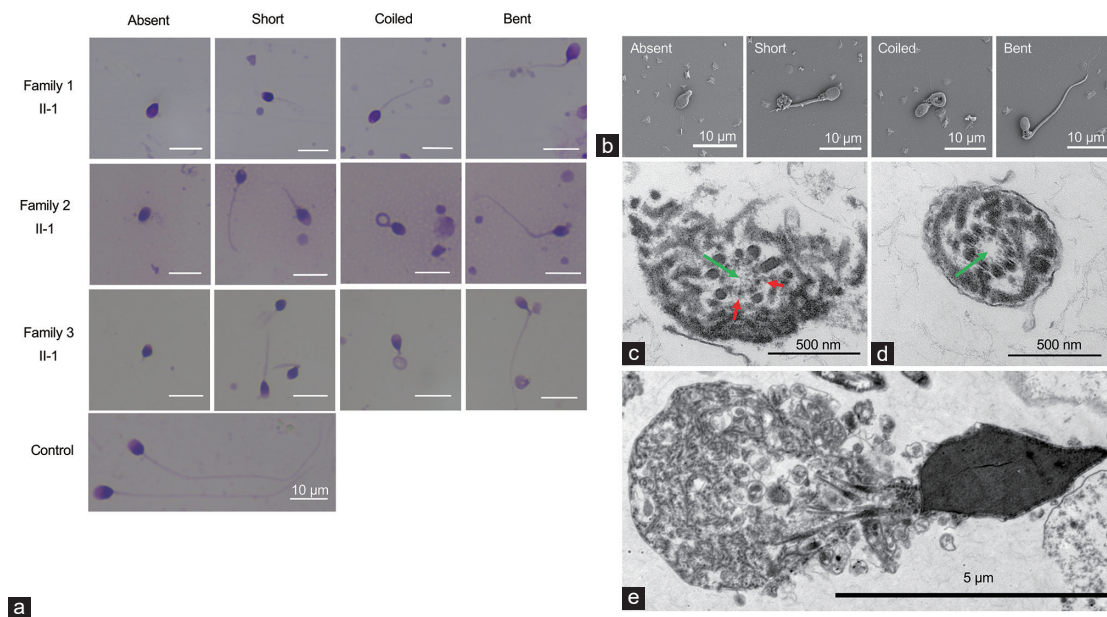 Absent Short Coiled Bent
Family 1
II-1
Family 2
II-1
Family 3
II-1
Control
10 µm
a
Absent Short Coiled Bent
10 µm 10 µm 10 µm 10 µm
b
500 nm 500 nm
c d
5 µm
e